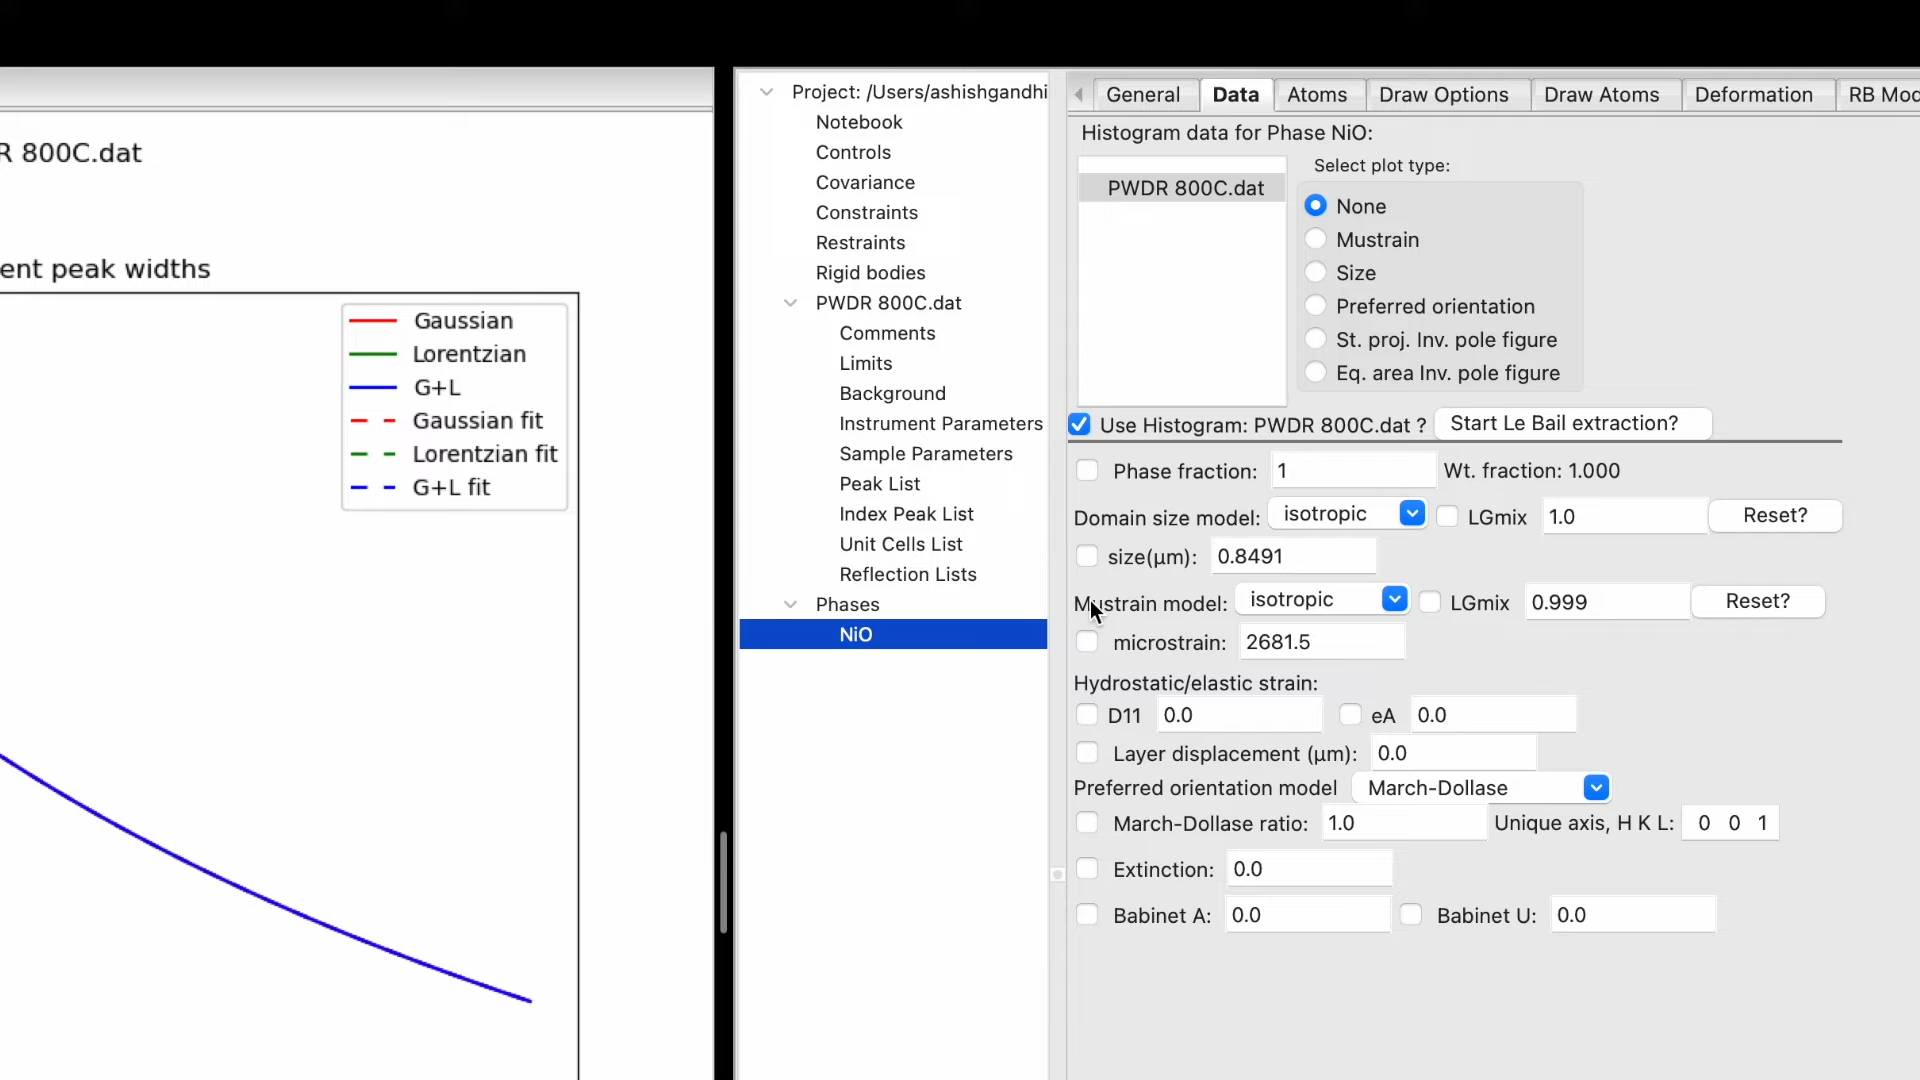 R 800C.dat
ent peak widths
Gaussian
Lorentzian
G+L
Gaussian fit
Lorentzian fit
G+L fit
Project: /Users/ashishgandhi
Notebook
Controls
Covariance
Constraints
Restraints
Rigid bodies
PWDR 800C.dat
Comments
Limits
Background
Instrument Parameters
Sample Parameters
Peak List
Index Peak List
Unit Cells List
Reflection Lists
Phases
NiO
General Data Atoms Draw Options Draw Atoms Deformation RB Mod
Histogram data for Phase NiO:
PWDR 800C.dat
Select plot type:
None
Mustrain
Size
Preferred orientation
St. proj. Inv. pole figure
Eq. area Inv. pole figure
Use Histogram: PWDR 800C.dat ? Start Le Bail extraction?
Phase fraction: 1 Wt. fraction: 1.000
Domain size model: isotropic LGmix 1.0 Reset?
size(μm): 0.8491
Mustrain model: isotropic LGmix 0.999 Reset?
microstrain: 2681.5
Hydrostatic/elastic strain:
D11 0.0 eA 0.0
Layer displacement (μm): 0.0
Preferred orientation model March-Dollase
March-Dollase ratio: 1.0 Unique axis, H K L: 0 0 1
Extinction: 0.0
Babinet A: 0.0 Babinet U: 0.0